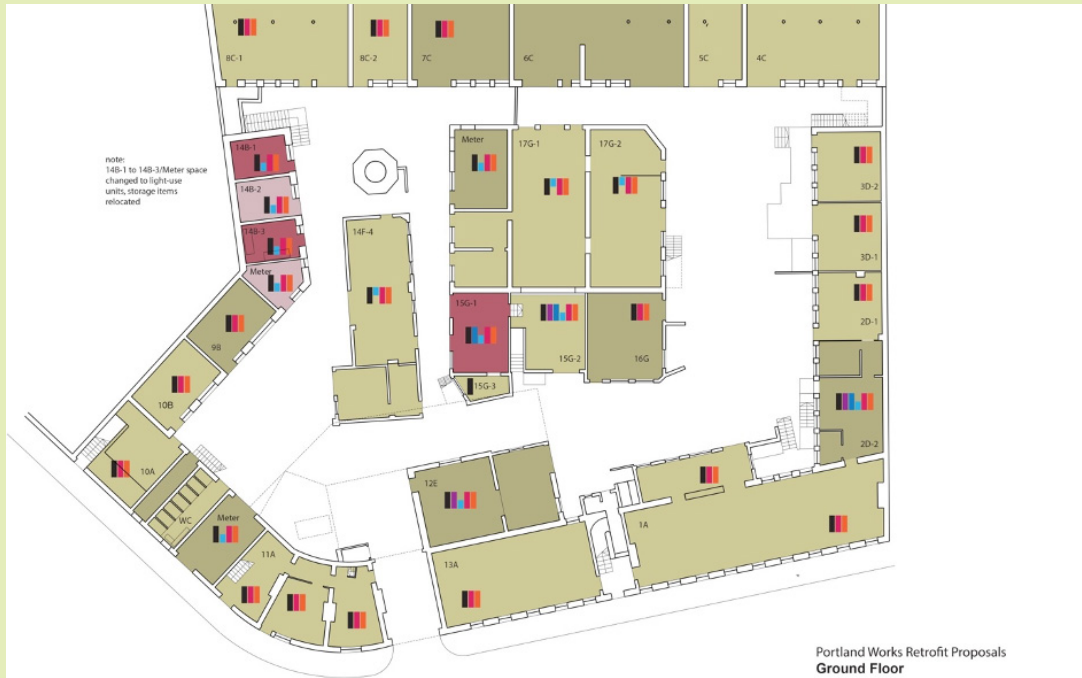 8C-1
8C-2
7C
6C
5C
4C
note:
14B-1 to 14B-3/Meter space
changed to light-use
units, storage items
relocated
14B-1
14B-2
14B-3
Meter
9B
10B
10A
WC
Meter
11A
14F-4
Meter
17G-1
17G-2
15G-1
15G-2
16G
15G-3
3D-2
3D-1
2D-1
2D-2
12E
13A
1A
Portland Works Retrofit Proposals
Ground Floor